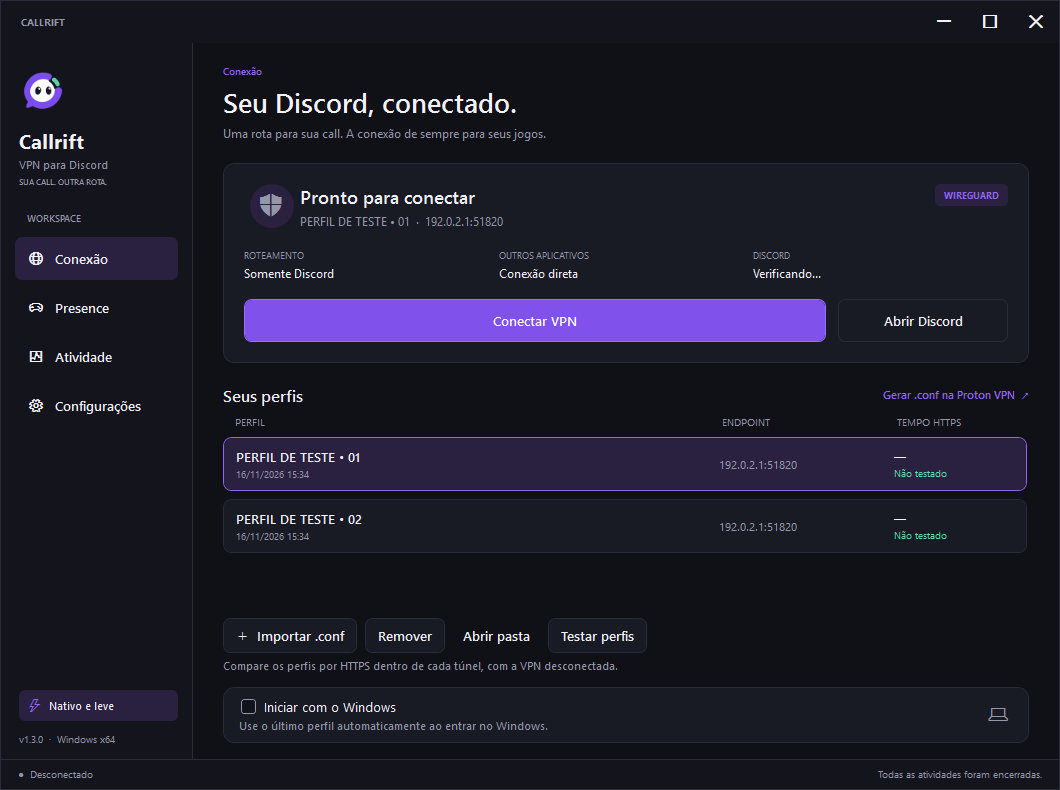 CALLRIFT
Callrift
VPN para Discord
SUA CALL. OUTRA ROTA.
WORKSPACE
Conexão
Presence
Atividade
Configurações
Nativo e leve
v1.3.0 · Windows x64
Conexão
Seu Discord, conectado.
Uma rota para sua call. A conexão de sempre para seus jogos.
Pronto para conectar
PERFIL DE TESTE • 01 · 192.0.2.1:51820
WIREGUARD
ROTEAMENTO OUTROS APLICATIVOS DISCORD
Somente Discord Conexão direta Verificando...
Conectar VPN Abrir Discord
Seus perfis Gerar .conf na Proton VPN ↗
PERFIL ENDPOINT TEMPO HTTPS
PERFIL DE TESTE • 01 192.0.2.1:51820 —
16/11/2026 15:34 Não testado
PERFIL DE TESTE • 02 192.0.2.1:51820 —
16/11/2026 15:34 Não testado
+ Importar .conf Remover Abrir pasta Testar perfis
Compare os perfis por HTTPS dentro de cada túnel, com a VPN desconectada.
Iniciar com o Windows
Use o último perfil automaticamente ao entrar no Windows.
• Desconectado Todas as atividades foram encerradas.